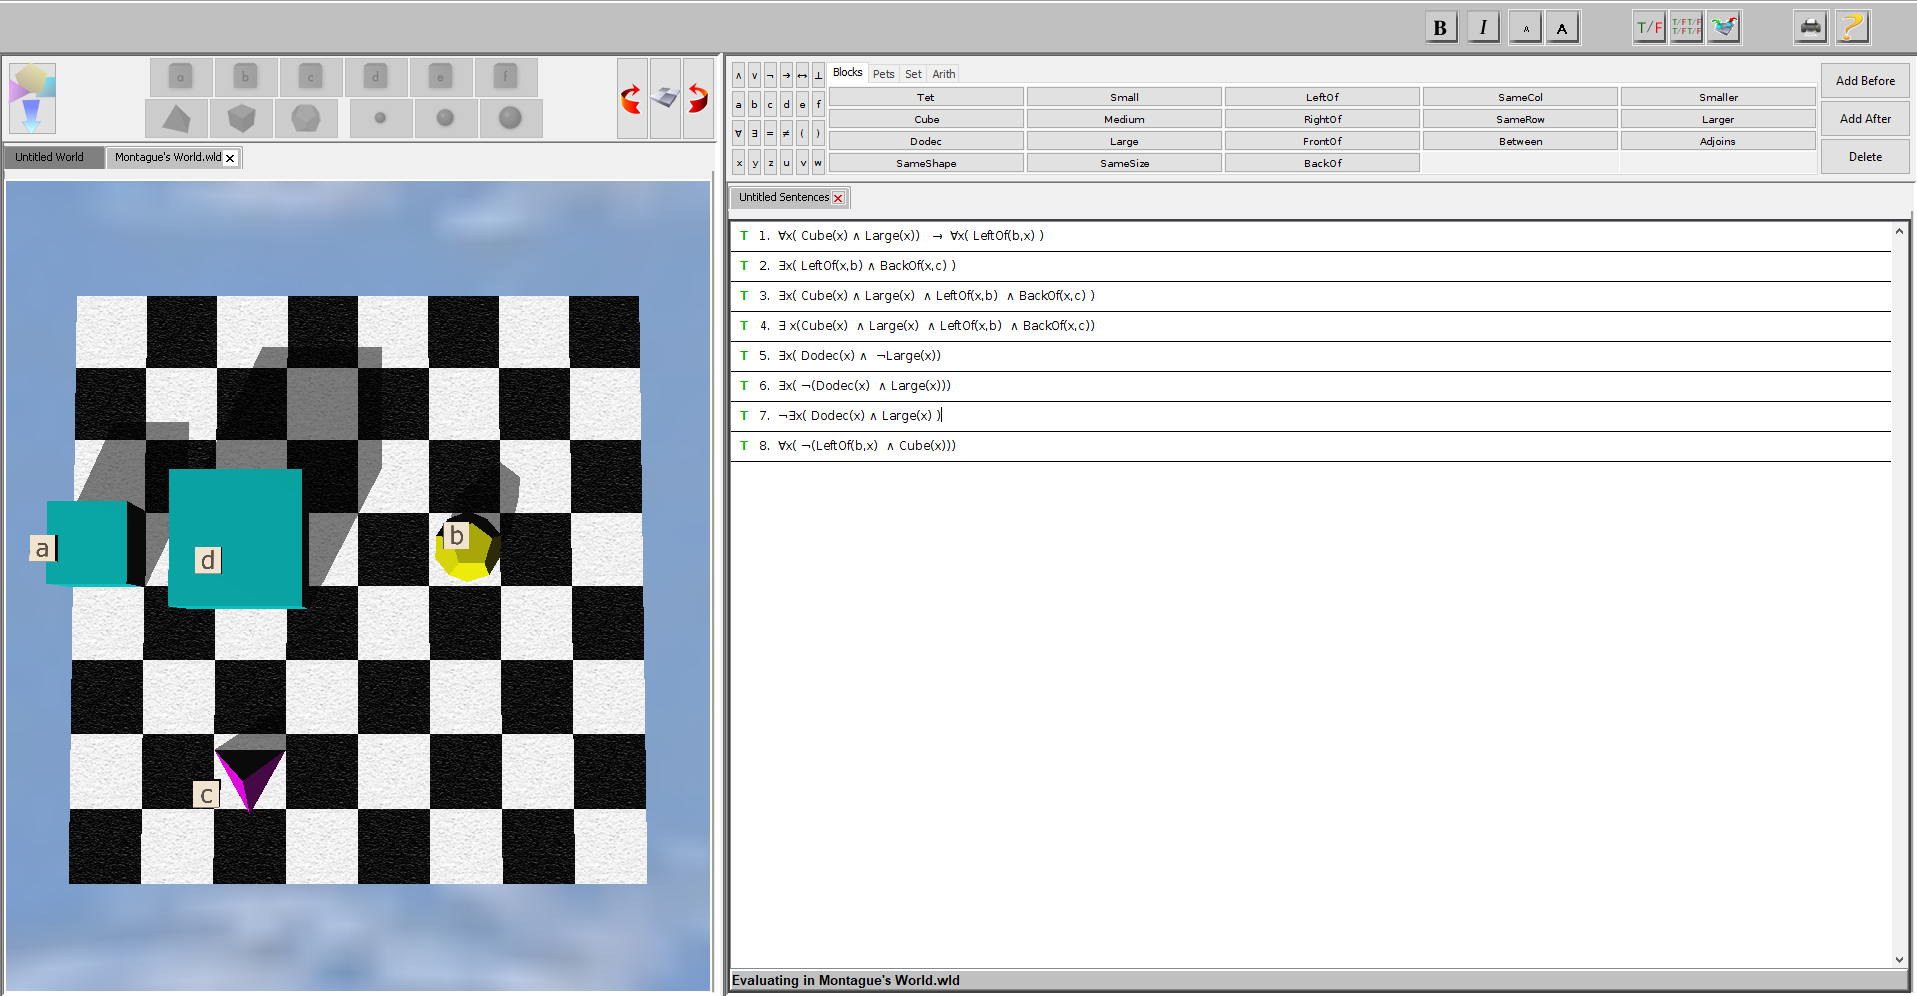 B I A A T/F T/F T/F T/F T/F
a b c d e f
Untitled World Montague's World.wld
a
b
d
c
∧ ∨ ¬ → ↔ ⊥
a b c d e f
∀ ∃ = ≠ ( )
x y z u v w
Blocks Pets Set Arith
Tet Small LeftOf SameCol Smaller
Cube Medium RightOf SameRow Larger
Dodec Large FrontOf Between Adjoins
SameShape SameSize BackOf
Add Before
Add After
Delete
Untitled Sentences
T 1. ∀x( Cube(x) ∧ Large(x)) → ∀x( LeftOf(b,x) )
T 2. ∃x( LeftOf(x,b) ∧ BackOf(x,c) )
T 3. ∃x( Cube(x) ∧ Large(x) ∧ LeftOf(x,b) ∧ BackOf(x,c) )
T 4. ∃ x(Cube(x) ∧ Large(x) ∧ LeftOf(x,b) ∧ BackOf(x,c))
T 5. ∃x( Dodec(x) ∧ ¬Large(x))
T 6. ∃x( ¬(Dodec(x) ∧ Large(x)))
T 7. ¬∃x( Dodec(x) ∧ Large(x) )
T 8. ∀x( ¬(LeftOf(b,x) ∧ Cube(x)))
Evaluating in Montague's World.wld